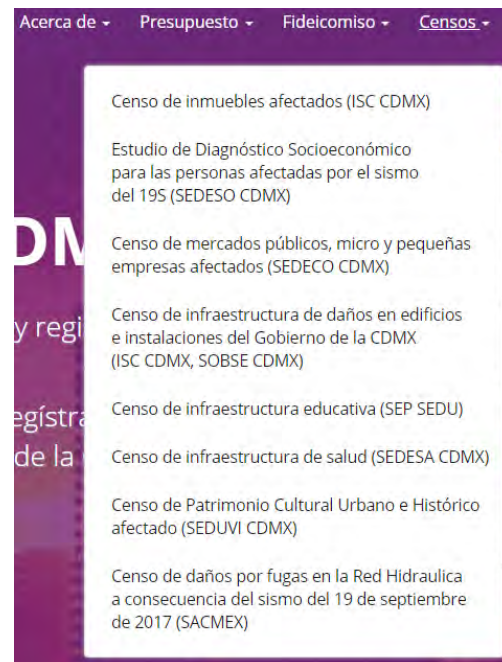 Acerca de
Presupuesto
Fideicomiso
Censos
Censo de inmuebles afectados (ISC CDMX)
Estudio de Diagnóstico Socioeconómico
para las personas afectadas por el sismo
del 19S (SEDESO CDMX)
Censo de mercados públicos, micro y pequeñas
empresas afectados (SEDECO CDMX)
Censo de infraestructura de daños en edificios
e instalaciones del Gobierno de la CDMX
(ISC CDMX, SOBSE CDMX)
Censo de infraestructura educativa (SEP SEDU)
Censo de infraestructura de salud (SEDESA CDMX)
Censo de Patrimonio Cultural Urbano e Histórico
afectado (SEDUVI CDMX)
Censo de daños por fugas en la Red Hidraulica
a consecuencia del sismo del 19 de septiembre
de 2017 (SACMEX)
y regi
egístra
de la